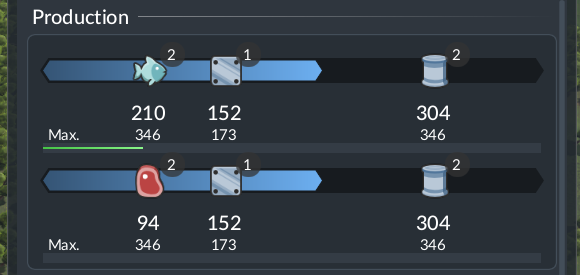 Production
2 1 2
210 152 304
Max. 346 173 346
2 1 2
94 152 304
Max. 346 173 346